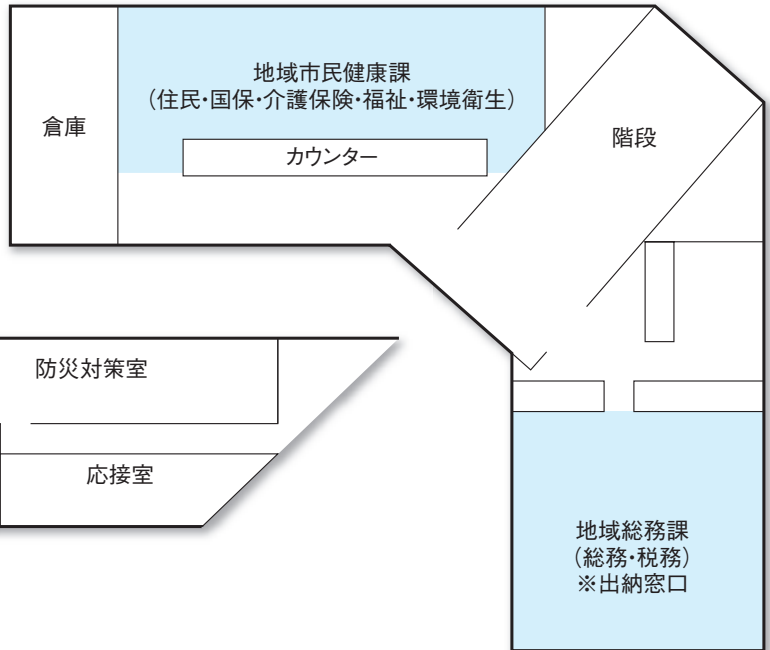 地域市民健康課
（住民・国保・介護保険・福祉・環境衛生）
倉庫
カウンター
階段
防災対策室
応接室
地域総務課
（総務・税務）
※出納窓口